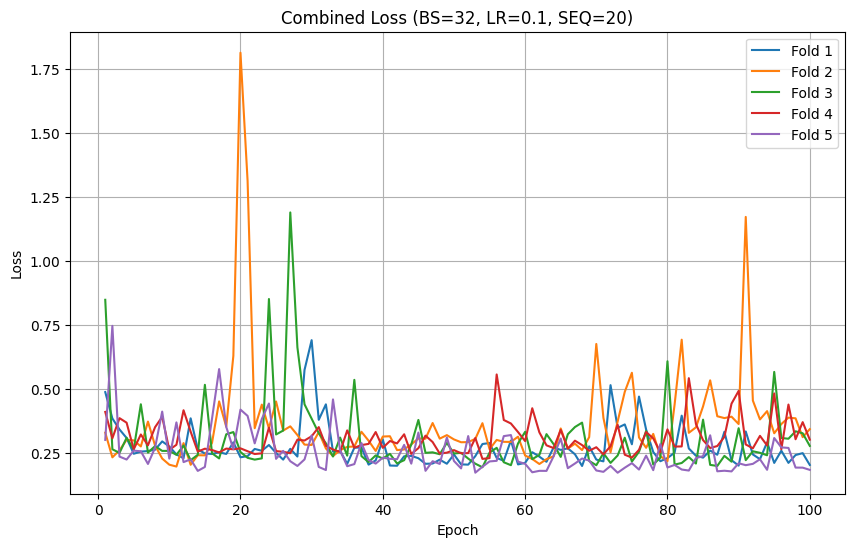 Combined Loss (BS=32, LR=0.1, SEQ=20)
Fold 1
Fold 2
Fold 3
Fold 4
Fold 5
Loss
1.75
1.50
1.25
1.00
0.75
0.50
0.25
0 20 40 60 80 100
Epoch